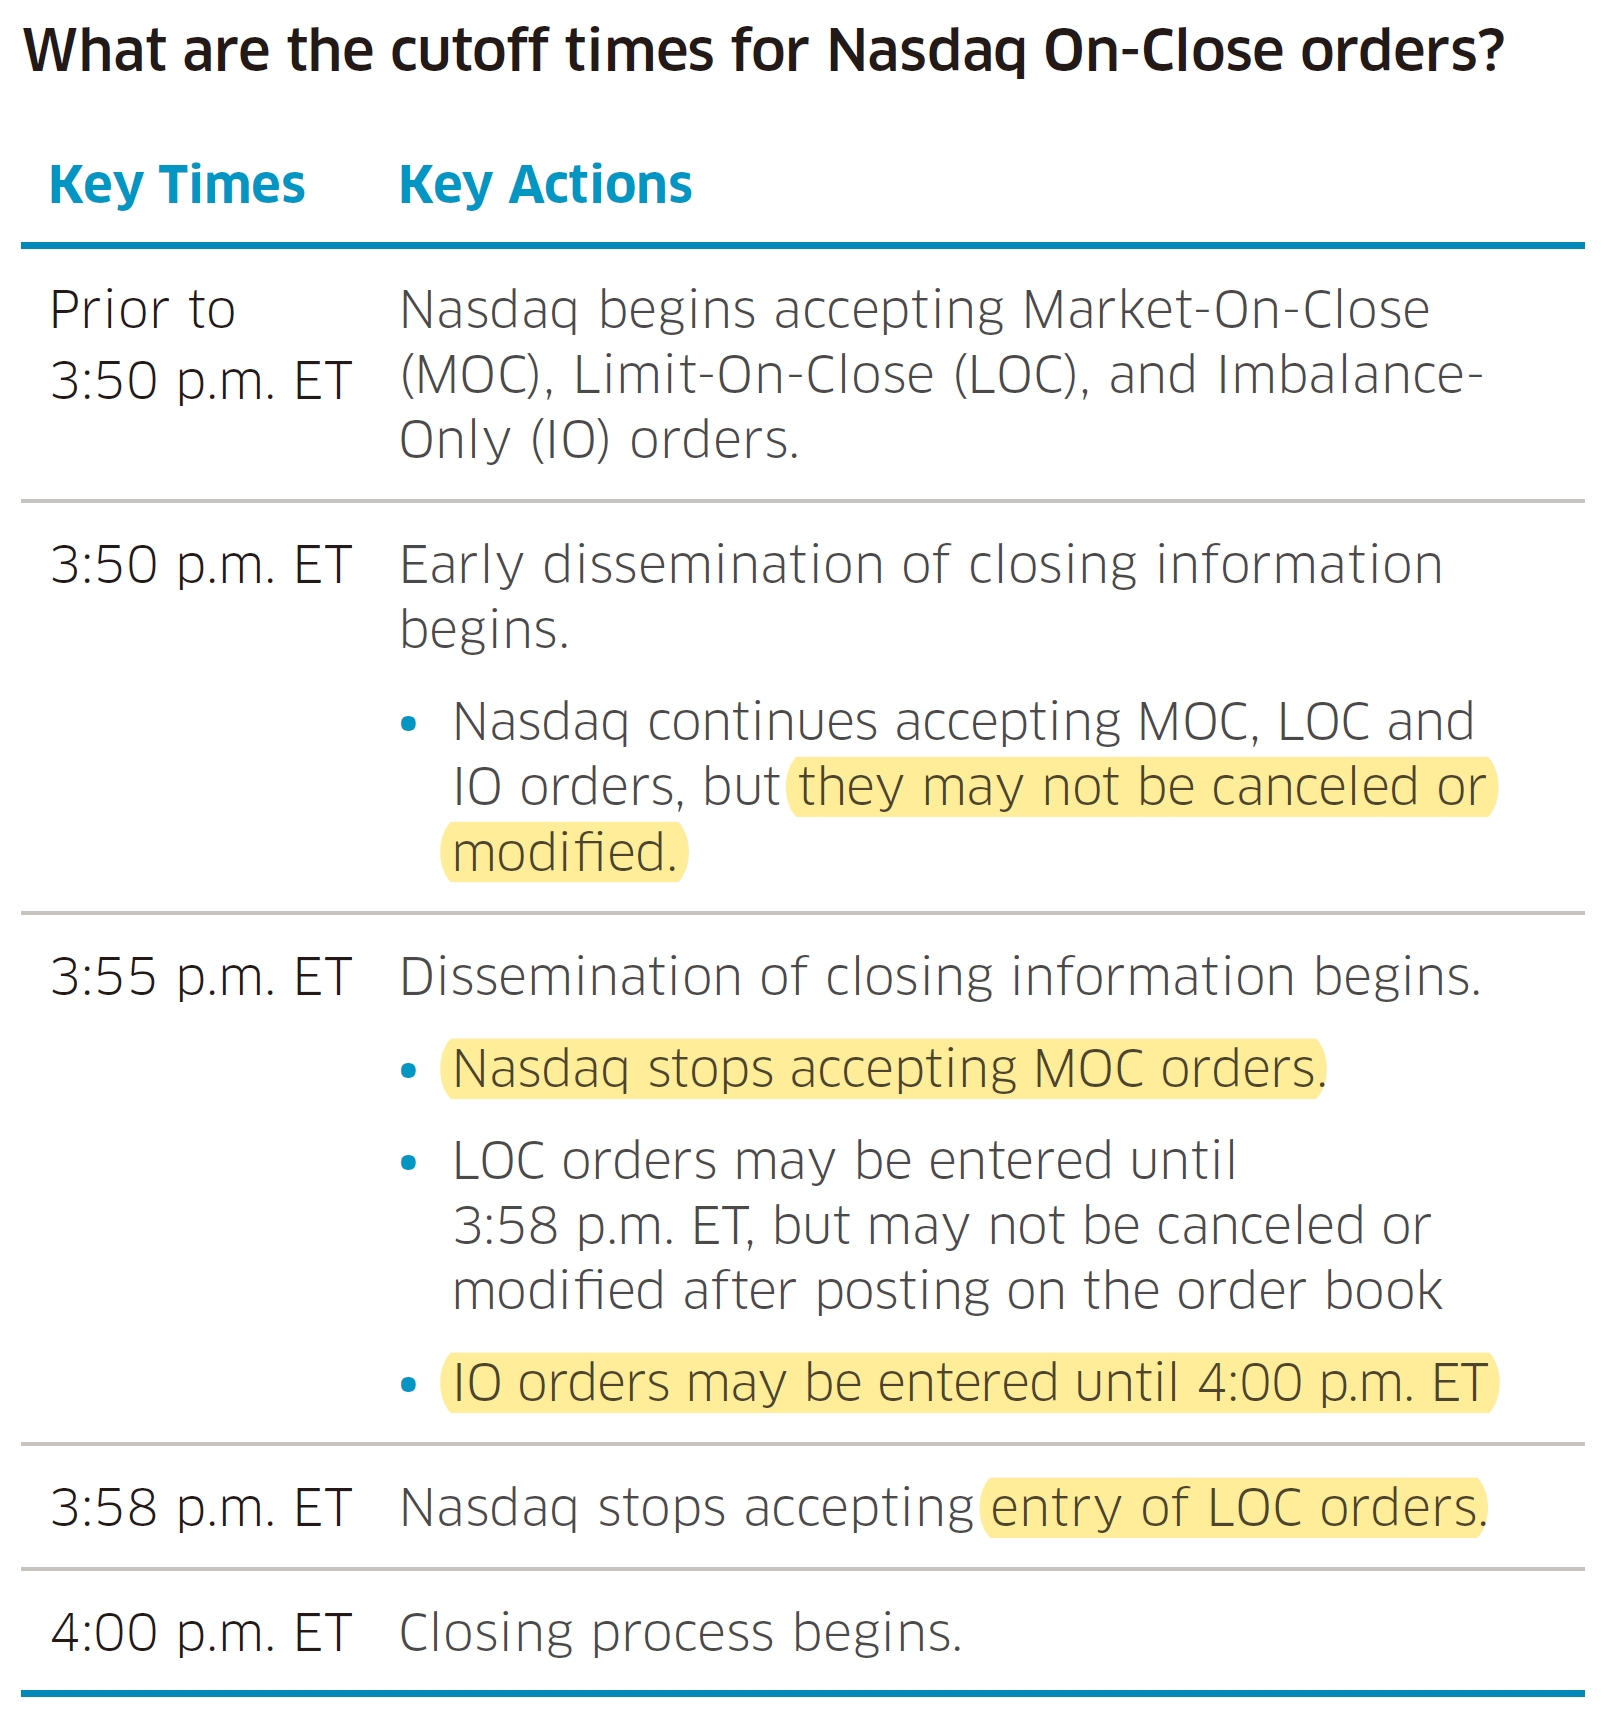 What are the cutoff times for Nasdaq On-Close orders?
Key Times Key Actions
Prior to
3:50 p.m. ET
Nasdaq begins accepting Market-On-Close
(MOC), Limit-On-Close (LOC), and Imbalance-
Only (IO) orders.
3:50 p.m. ET
Early dissemination of closing information
begins.
• Nasdaq continues accepting MOC, LOC and
IO orders, but they may not be canceled or
modified.
3:55 p.m. ET
Dissemination of closing information begins.
• Nasdaq stops accepting MOC orders.
• LOC orders may be entered until
3:58 p.m. ET, but may not be canceled or
modified after posting on the order book
• IO orders may be entered until 4:00 p.m. ET
3:58 p.m. ET
Nasdaq stops accepting entry of LOC orders.
4:00 p.m. ET
Closing process begins.